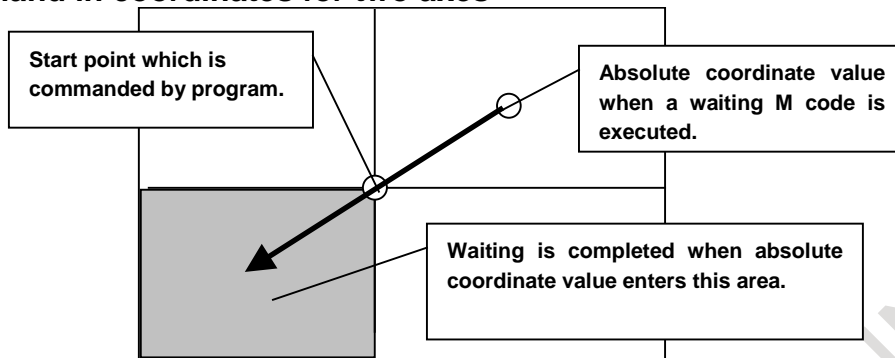 mand in coordinates for two axes
Start point which is
commanded by program.
Absolute coordinate value
when a waiting M code is
executed.
Waiting is completed when absolute
coordinate value enters this area.